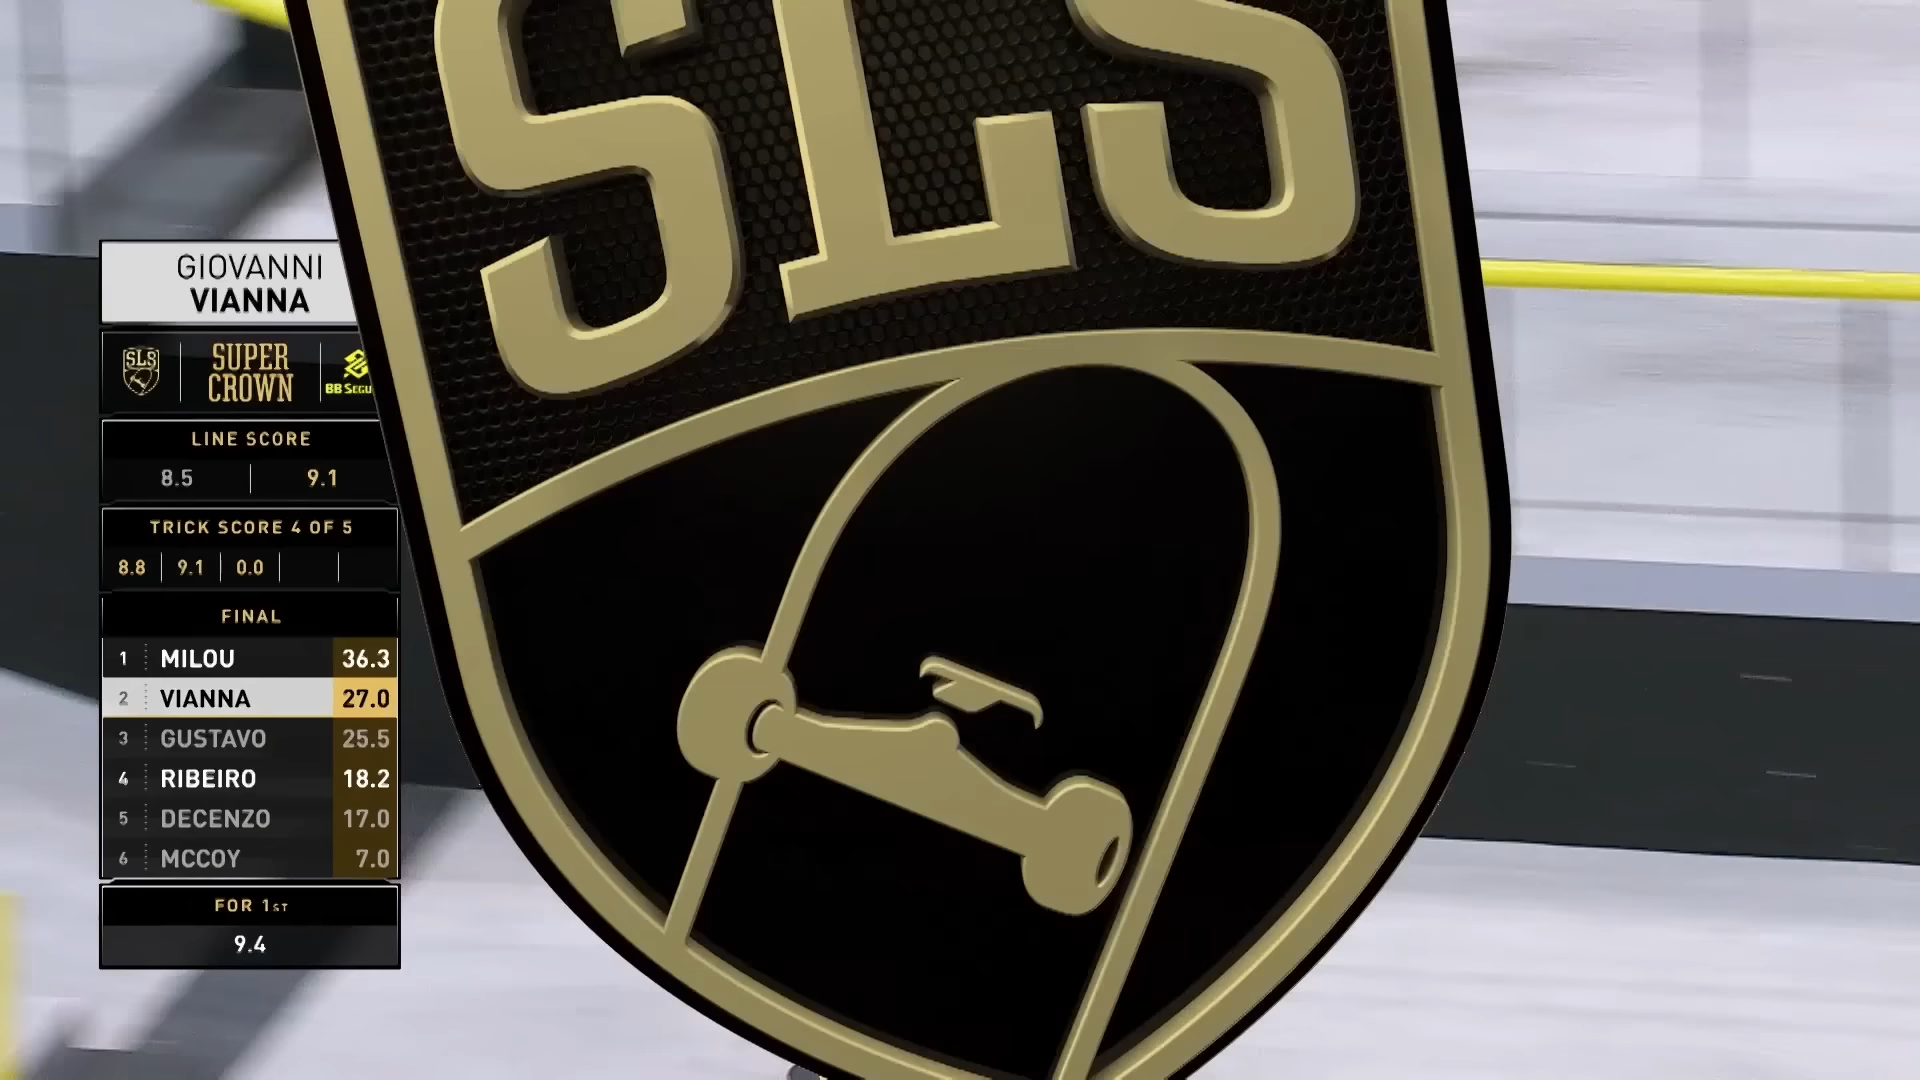 SLS
GIOVANNI
VIANNA
SLS
SUPER
CROWN
BB
LINE SCORE
8.5 9.1
TRICK SCORE 4 OF 5
8.8 9.1 0.0
FINAL
1 MILOU 36.3
2 VIANNA 27.0
3 GUSTAVO 25.5
4 RIBEIRO 18.2
5 DECENZO 17.0
6 MCCOY 7.0
FOR 1ST
9.4